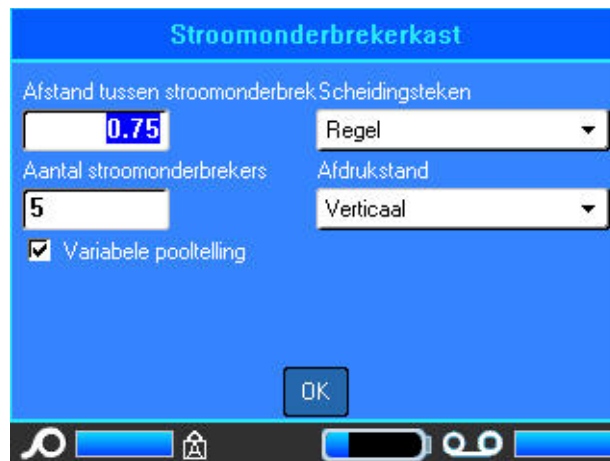 Stroomonderbrekerkast
Afstand tussen stroomonderbrek Scheidingsteken
0.75 Regel
Aantal stroomonderbrekers Afdrukstand
5 Verticaal
Variabele pooltelling
OK